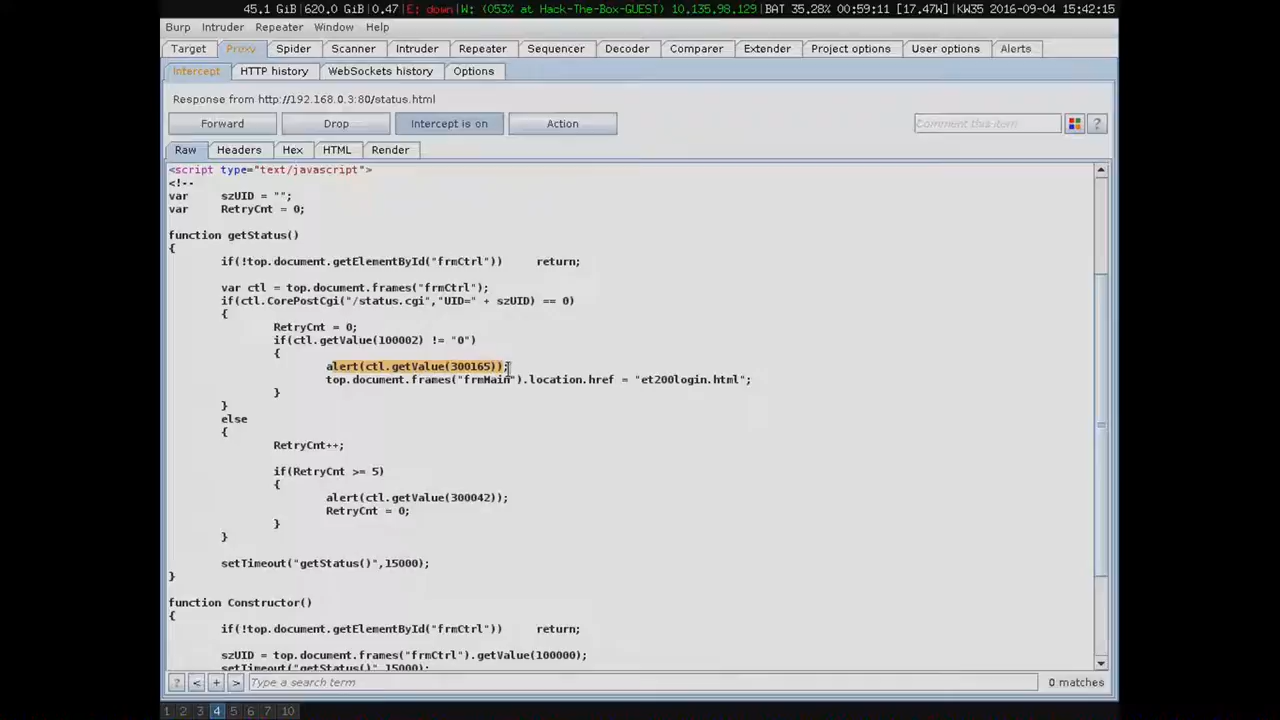 45.1 GiB|620.0 GiB|0.47|E: down|W: (053% at Hack-The-Box-GUEST) 10.135.98.129|BAT 35.28% 00:59:11 [17.47W]|KW35 2016-09-04 15:42:15
Burp Intruder Repeater Window Help
Target Proxy Spider Scanner Intruder Repeater Sequencer Decoder Comparer Extender Project options User options Alerts
Intercept HTTP history WebSockets history Options
Response from http://192.168.0.3:80/status.html
Forward Drop Intercept is on Action Comment this item ?
Raw Headers Hex HTML Render
<script type="text/javascript">
<!--
var szUID = "";
var RetryCnt = 0;
function getStatus()
{
if(!top.document.getElementById("frmCtrl")) return;
var ctl = top.document.frames("frmCtrl");
if(ctl.CorePostCgi("/status.cgi","UID=" + szUID) == 0)
{
RetryCnt = 0;
if(ctl.getValue(100002) != "0")
{
alert(ctl.getValue(300165));
top.document.frames("frmMain").location.href = "et200login.html";
}
}
else
{
RetryCnt++;
if(RetryCnt >= 5)
{
alert(ctl.getValue(300042));
RetryCnt = 0;
}
}
setTimeout("getStatus()",15000);
}
function Constructor()
{
if(!top.document.getElementById("frmCtrl")) return;
szUID = top.document.frames("frmCtrl").getValue(100000);
setTimeout("getStatus()",15000);
? < + > Type a search term 0 matches
1 2 3 4 5 6 7 10